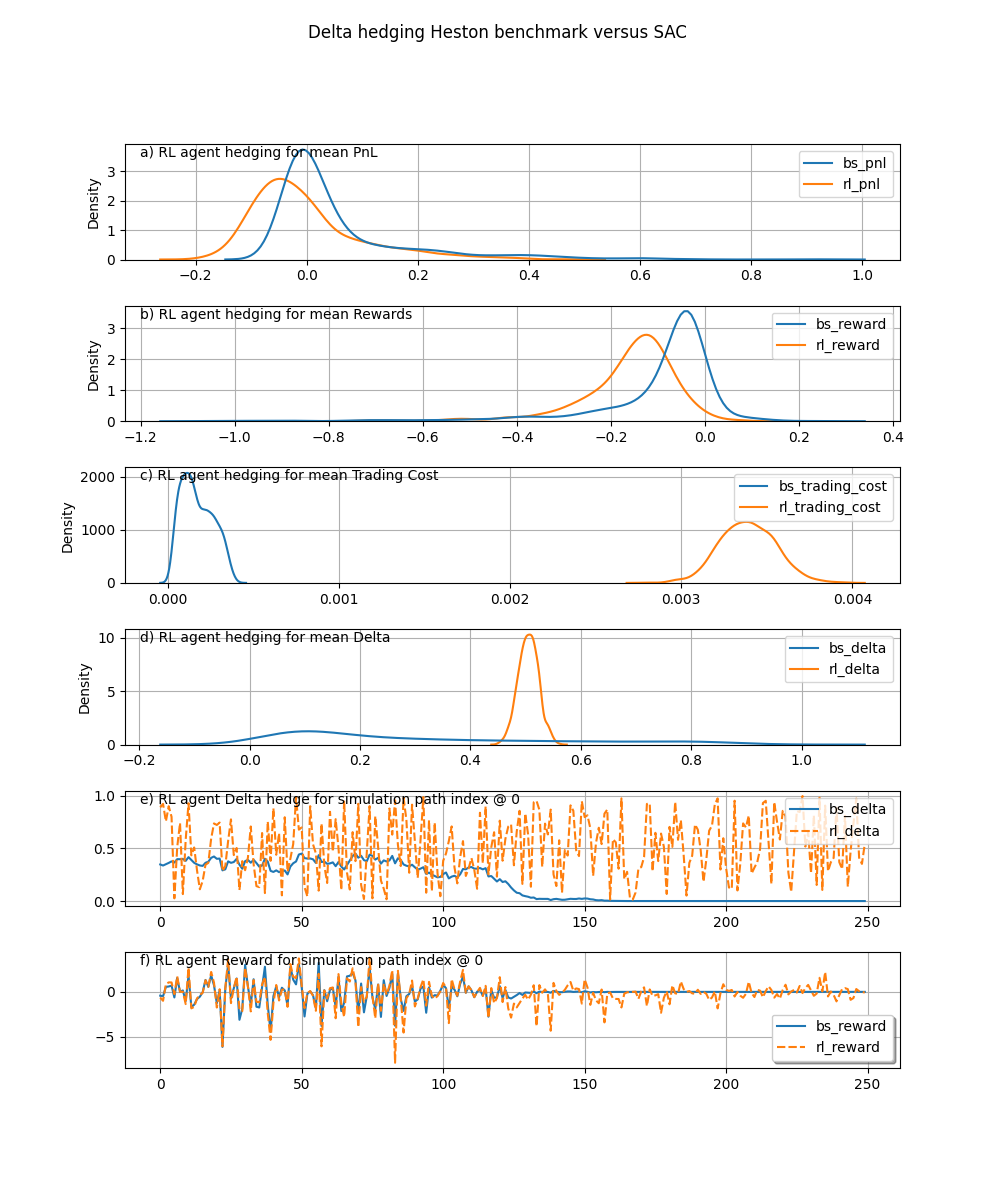 Delta hedging Heston benchmark versus SAC
a) RL agent hedging for mean PnL
bs_pnl
rl_pnl
Density
3
2
1
0
−0.2 0.0 0.2 0.4 0.6 0.8 1.0
b) RL agent hedging for mean Rewards
bs_reward
rl_reward
Density
3
2
1
0
−1.2 −1.0 −0.8 −0.6 −0.4 −0.2 0.0 0.2 0.4
c) RL agent hedging for mean Trading Cost
bs_trading_cost
rl_trading_cost
Density
2000
1000
0
0.000 0.001 0.002 0.003 0.004
d) RL agent hedging for mean Delta
bs_delta
rl_delta
Density
10
5
0
−0.2 0.0 0.2 0.4 0.6 0.8 1.0
e) RL agent Delta hedge for simulation path index @ 0
bs_delta
rl_delta
1.0
0.5
0.0
0 50 100 150 200 250
f) RL agent Reward for simulation path index @ 0
0
−5
bs_reward
rl_reward
0 50 100 150 200 250